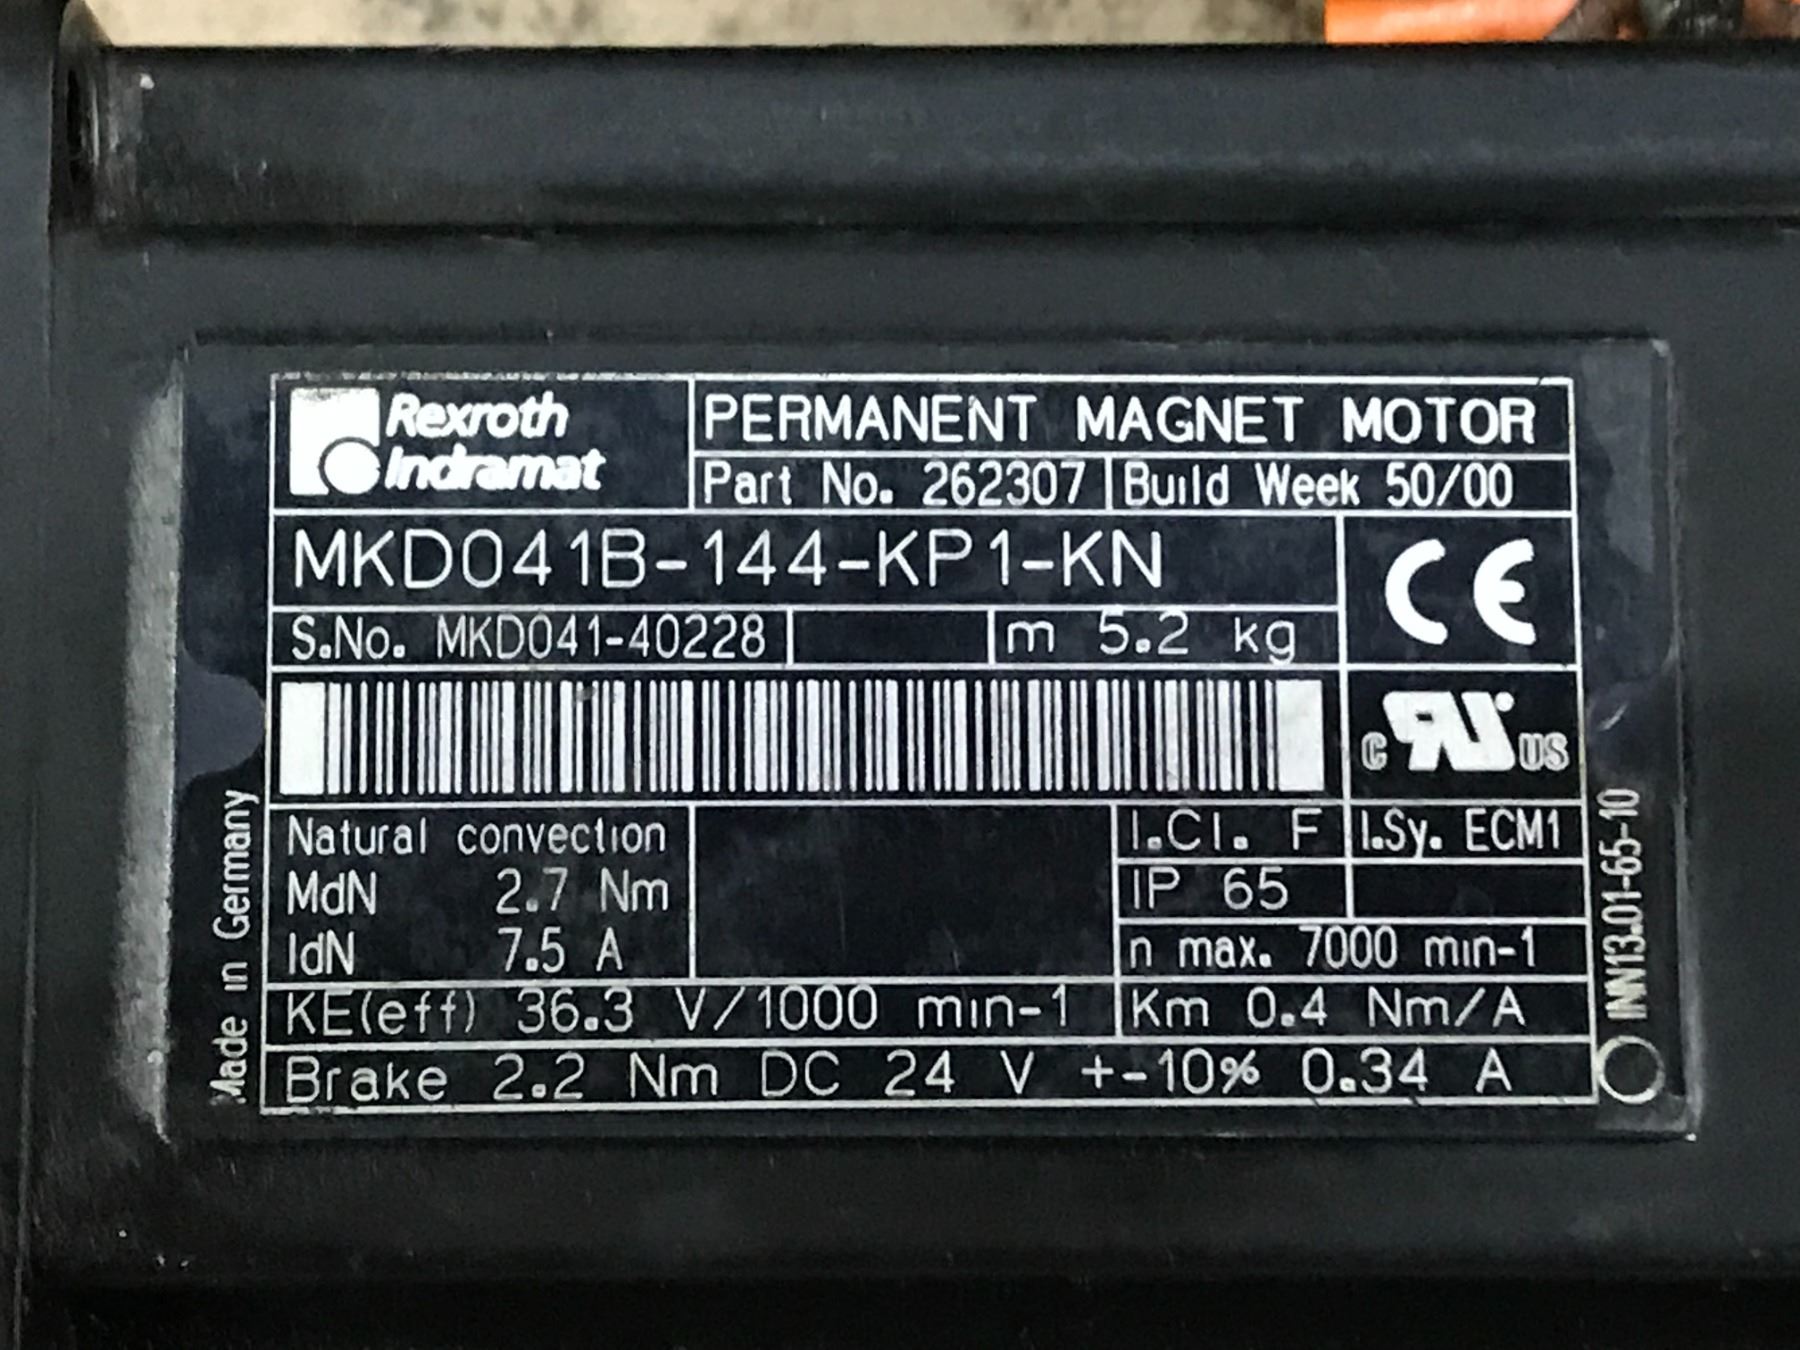 Rexroth
Indramat
PERMANENT MAGNET MOTOR
Part No. 262307 Build Week 50/00
MKD041B-144-KP1-KN
CE
S.No. MKD041-40228 m 5.2 kg
c RU US
Natural convection I.Cl. F I.Sy. ECM1
MdN 2.7 Nm IP 65
IdN 7.5 A n max. 7000 min-1
KE(eff) 36.3 V/1000 min-1 Km 0.4 Nm/A
Brake 2.2 Nm DC 24 V +-10% 0.34 A
Made in Germany
INN13.01-65-10